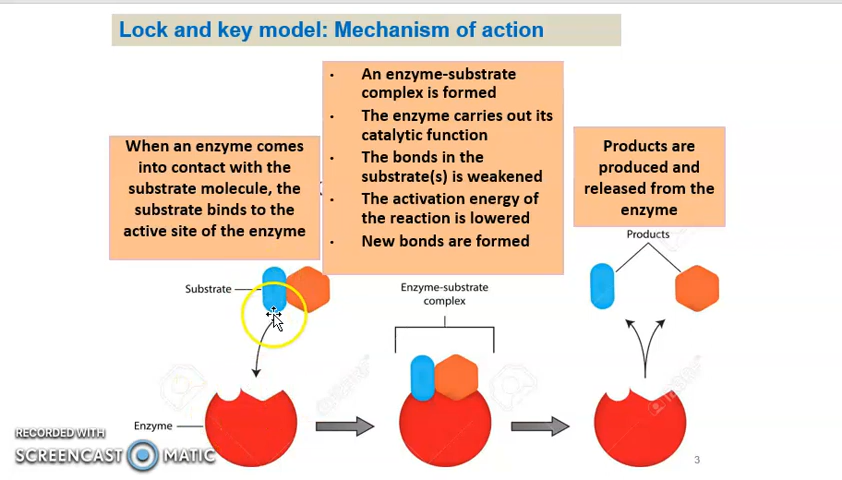 Lock and key model: Mechanism of action
When an enzyme comes
into contact with the
substrate molecule, the
substrate binds to the
active site of the enzyme
• An enzyme-substrate
complex is formed
• The enzyme carries out its
catalytic function
• The bonds in the
substrate(s) is weakened
• The activation energy of
the reaction is lowered
• New bonds are formed
Products are
produced and
released from the
enzyme
Substrate
Enzyme-substrate
complex
Products
Enzyme
RECORDED WITH
SCREENCAST MATIC
3